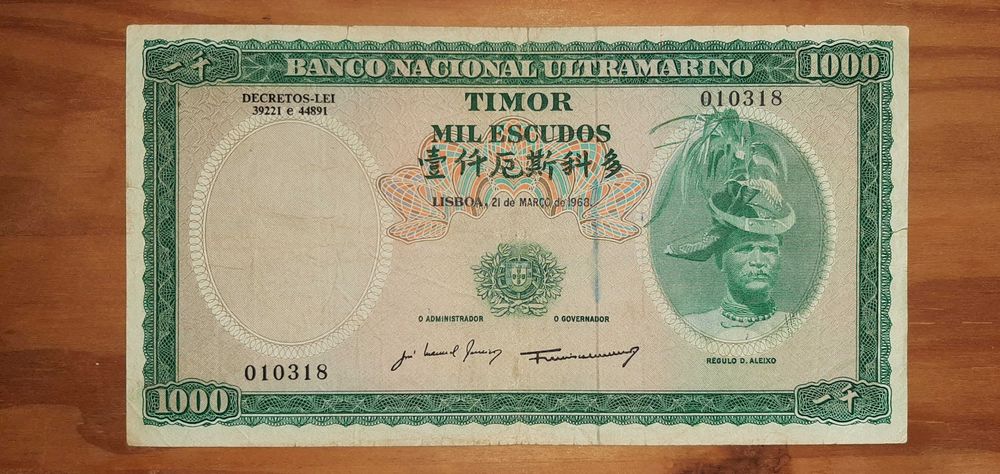 一千
BANCO NACIONAL ULTRAMARINO
1000
DECRETOS-LEI
39221 e 44891
TIMOR
010318
MIL ESCUDOS
壹仟厄斯科多
LISBOA, 21 de MARÇO de 1968.
O ADMINISTRADOR
O GOVERNADOR
RÉGULO D. ALEIXO
010318
1000
一千